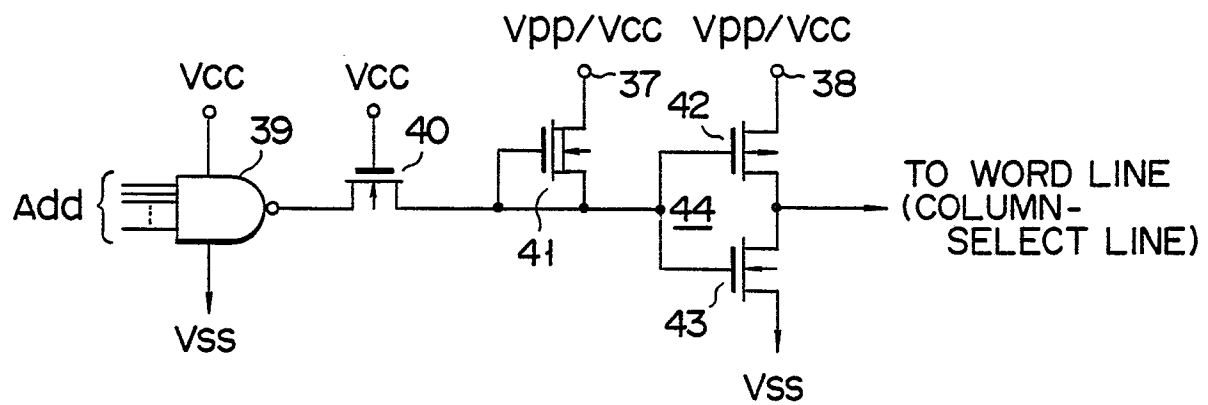 Vpp/Vcc Vpp/Vcc
Vcc Vcc 37 38
39 40 42
Add
44
TO WORD LINE
(COLUMN-
SELECT LINE)
41
43
Vss
Vss